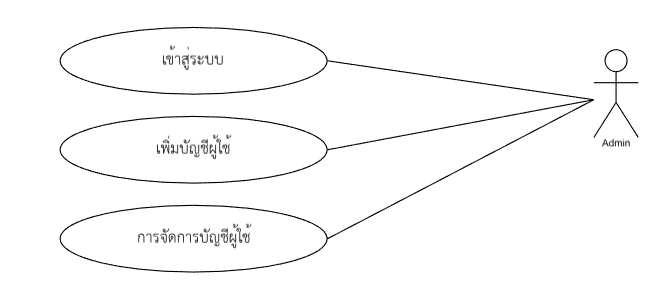 เข้าสู่ระบบ
เพิ่มบัญชีผู้ใช้
การจัดการบัญชีผู้ใช้
Admin